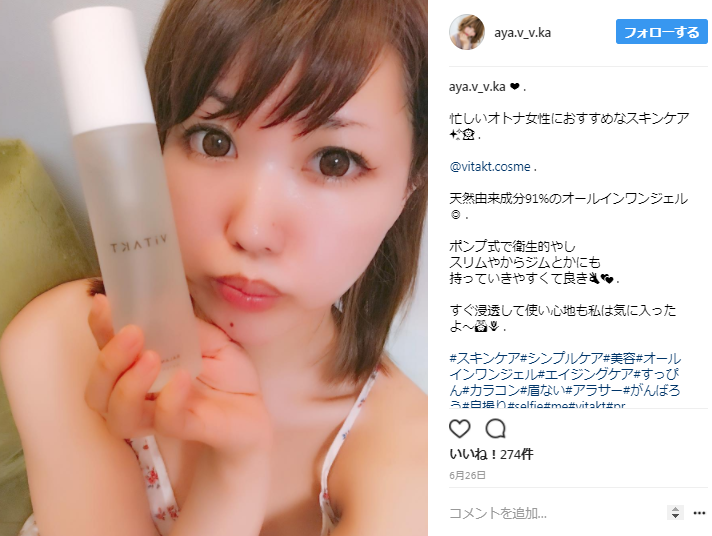 VITAKT
aya.v_v.ka
フォローする
aya.v_v.ka ❤ .
忙しいオトナ女性におすすめなスキンケア
.
@vitakt.cosme .
天然由来成分91%のオールインワンジェル
☺ .
ポンプ式で衛生的やし
スリムやからジムとかにも
持っていきやすくて良き .
すぐ浸透して使い心地も私は気に入った
よ〜 .
#スキンケア#シンプルケア#美容#オール
インワンジェル#エイジングケア#すっぴ
ん#カラコン#眉ない#アラサー#がんばろ
う#自撮り#selfie#me#vitakt#pr
いいね！274件
6月26日
コメントを追加...